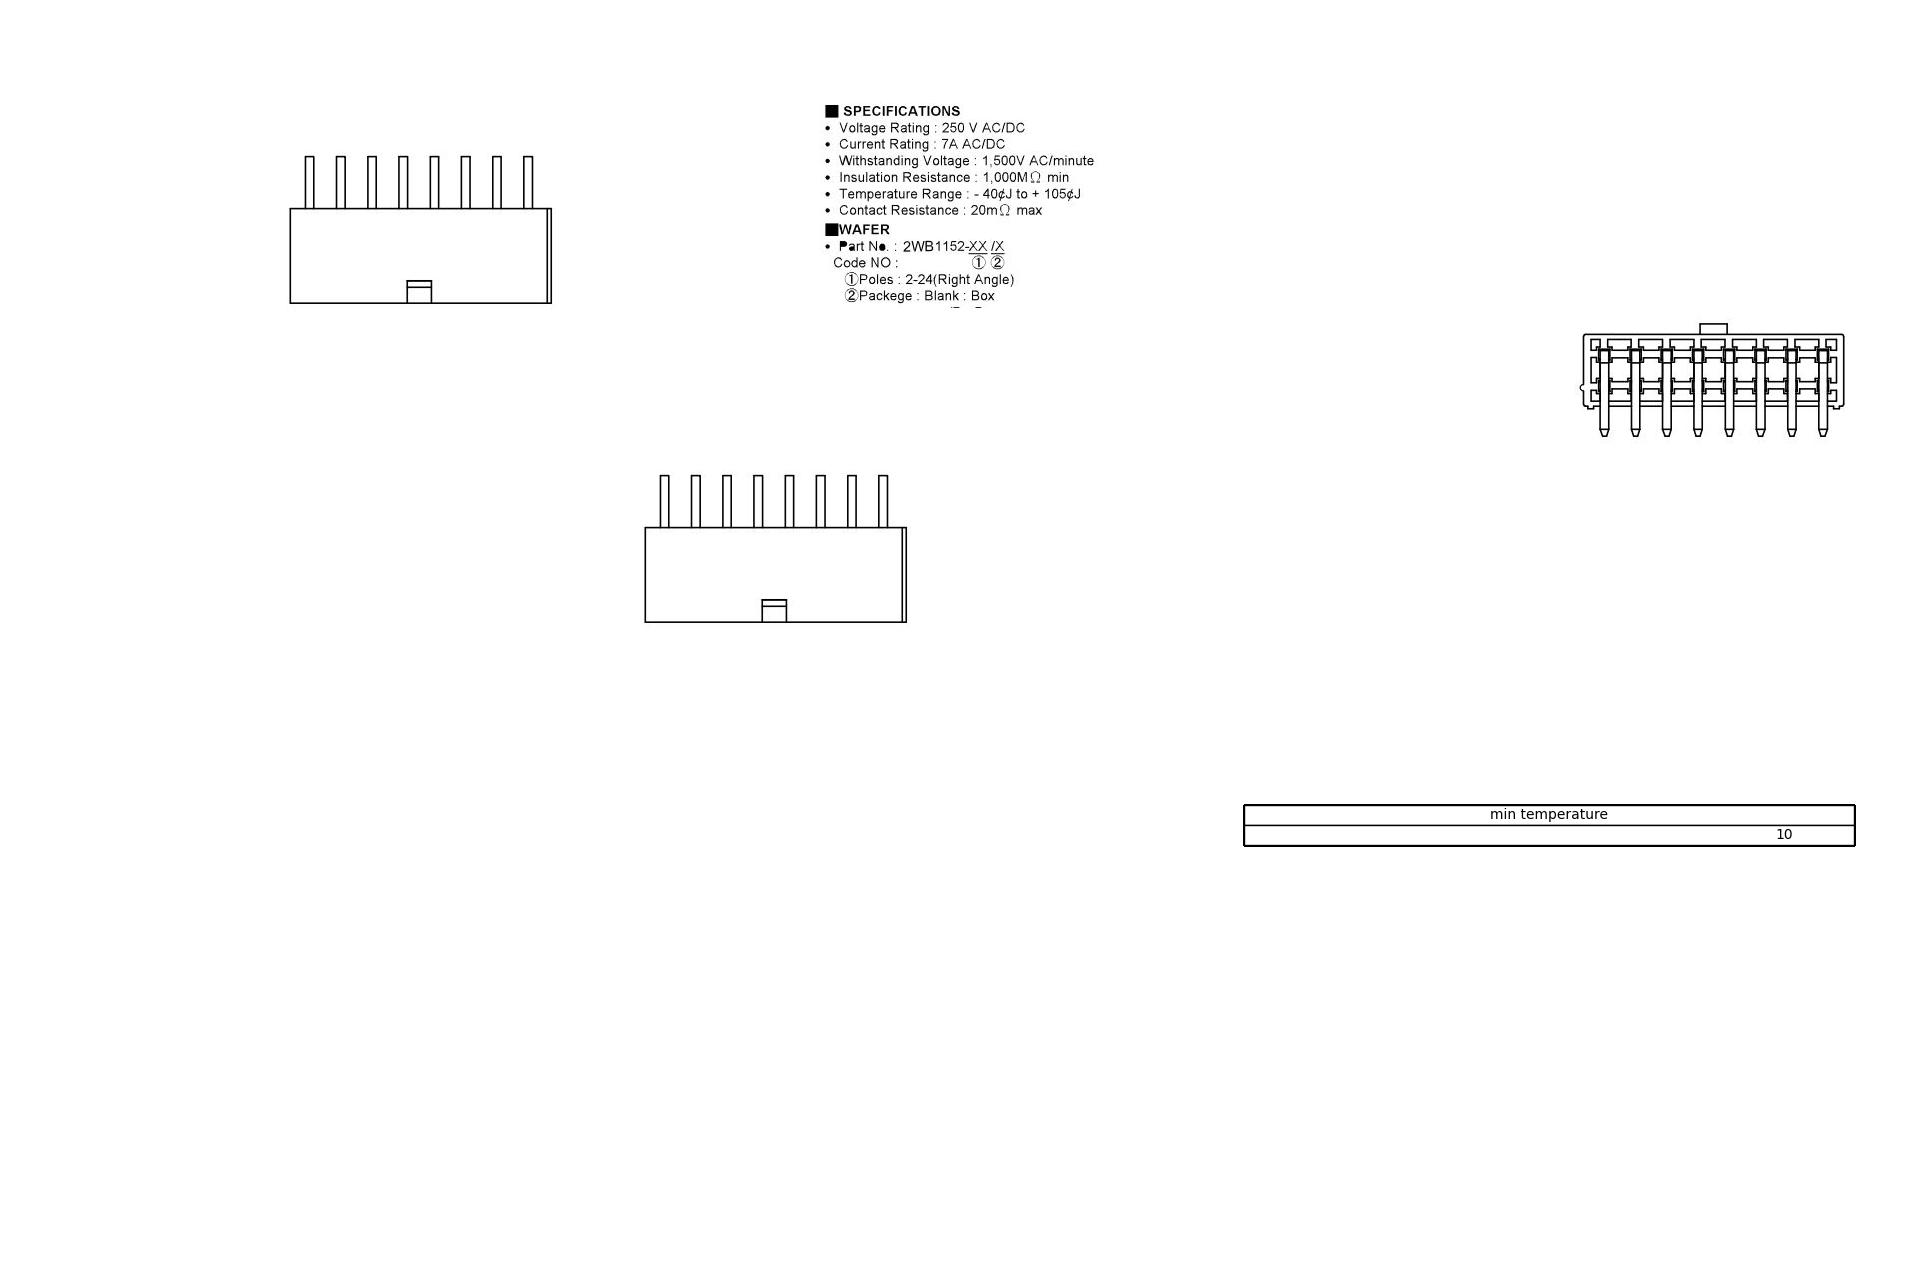 ■ SPECIFICATIONS
• Voltage Rating : 250 V AC/DC
• Current Rating : 7A AC/DC
• Withstanding Voltage : 1,500V AC/minute
• Insulation Resistance : 1,000MΩ min
• Temperature Range : - 40¢J to + 105¢J
• Contact Resistance : 20mΩ max
■WAFER
• Part No. : 2WB1152-XX /X
Code NO : ① ②
①Poles : 2-24(Right Angle)
②Packege : Blank : Box
min temperature
10